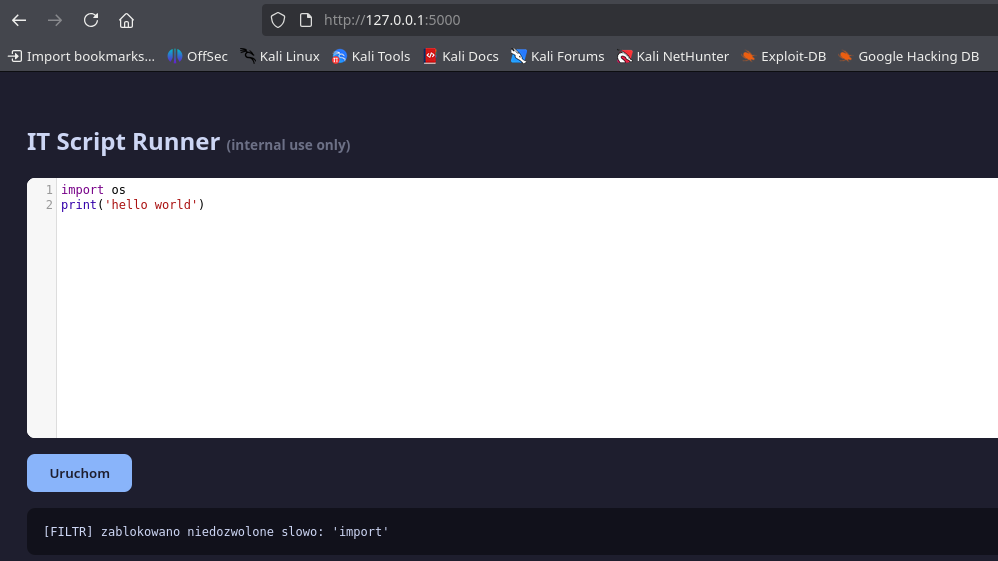 http://127.0.0.1:5000
Import bookmarks... OffSec Kali Linux Kali Tools Kali Docs Kali Forums Kali NetHunter Exploit-DB Google Hacking DB
IT Script Runner (internal use only)
1 import os
2 print('hello world')
Uruchom
[FILTR] zablokowano niedozwolone slowo: 'import'